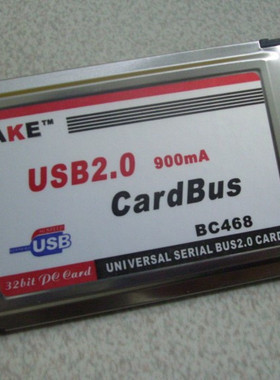 AKE™
USB2.0 900mA
CardBus
BC468
USB
32bit PC Card
UNIVERSAL SERIAL BUS2.0 CARD